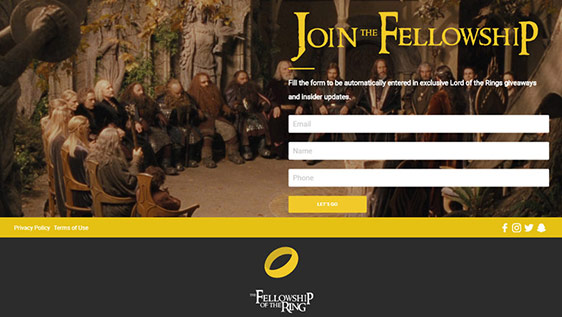 JOIN THE FELLOWSHIP
Fill the form to be automatically entered in exclusive Lord of the Rings giveaways
and insider updates.
Email
Name
Phone
LET'S GO
Privacy Policy Terms of Use
THE FELLOWSHIP
OF THE RING